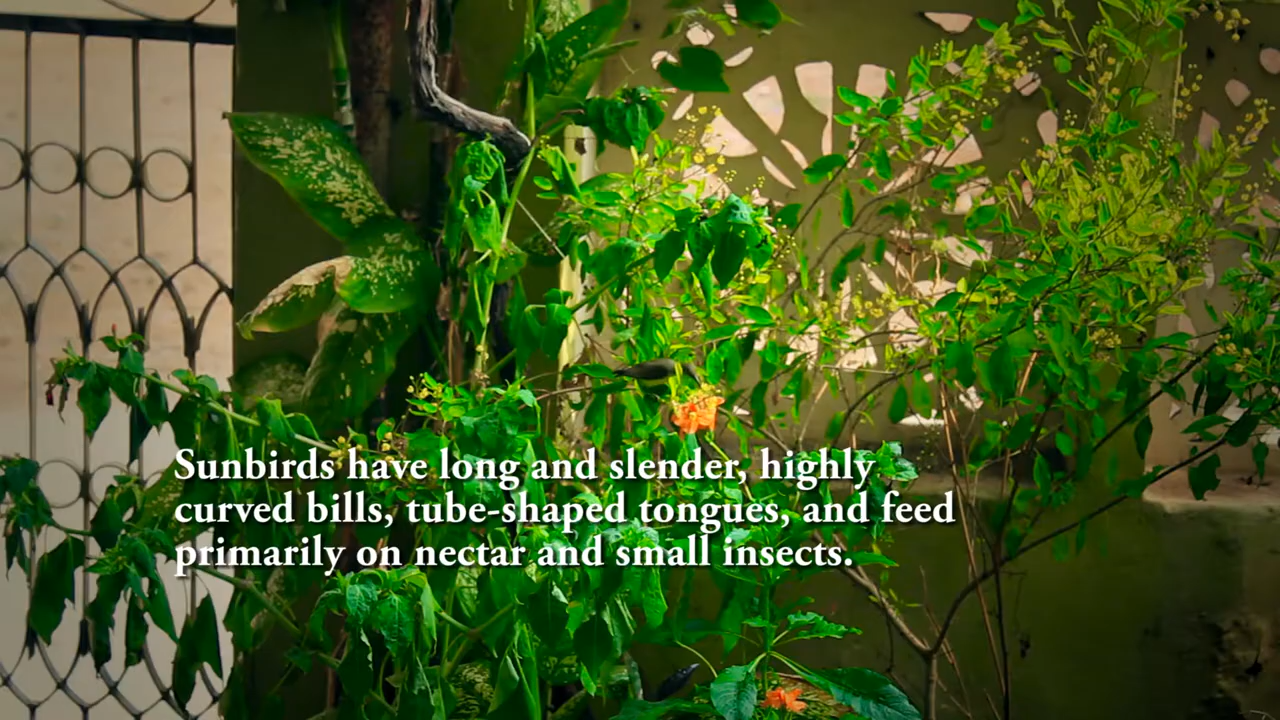 Sunbirds have long and slender, highly
curved bills, tube-shaped tongues, and feed
primarily on nectar and small insects.